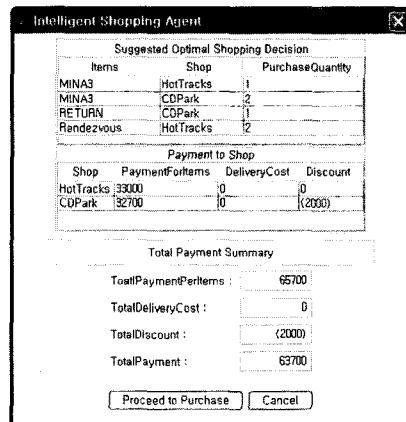 Intelligent Shopping Agent
Suggested Optimal Shopping Decision
Items Shop PurchaseQuantity
MINA3 HotTracks 1
MINA3 CDPark 2
RETURN CDPark 1
Rendezvous HotTracks 2
Payment to Shop
Shop PaymentForItems DeliveryCost Discount
HotTracks 33000 0 0
CDPark 32700 0 (2000)
Total Payment Summary
ToatlPaymentPerItems : 65700
TotalDeliveryCost : 0
TotalDiscount : (2000)
TotalPayment : 63700
Proceed to Purchase Cancel